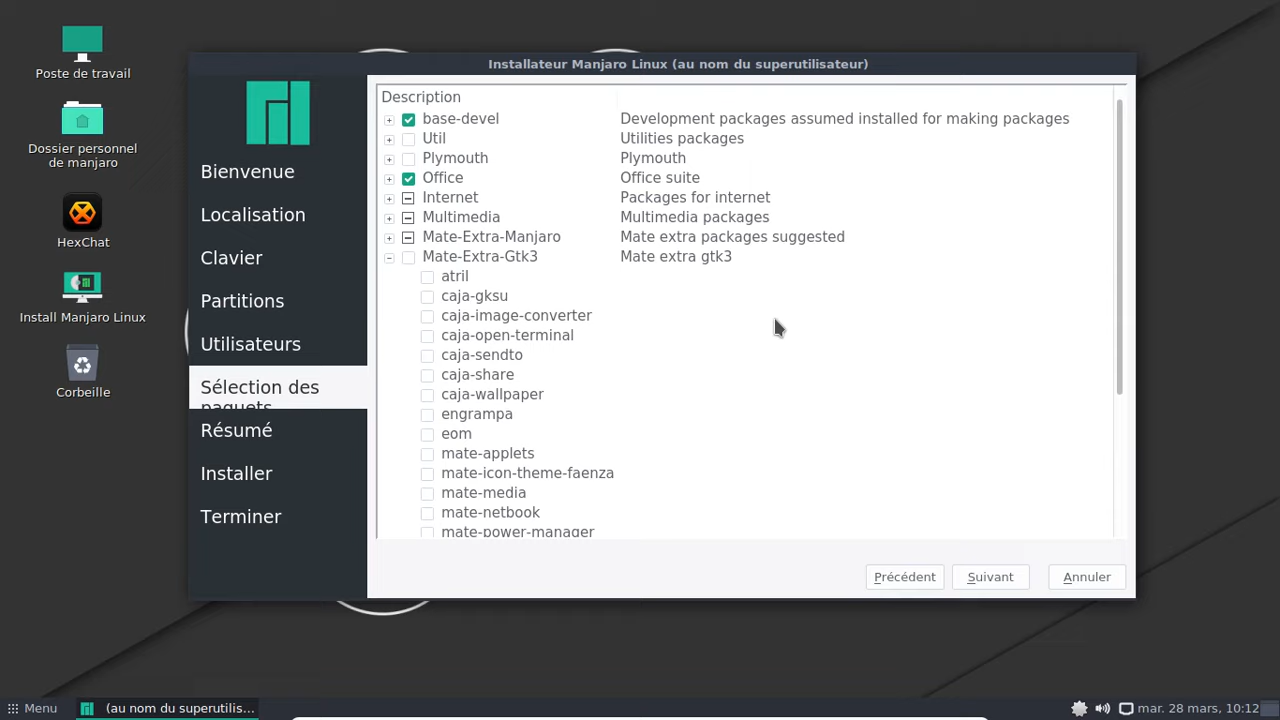 Poste de travail
Dossier personnel
de manjaro
HexChat
Install Manjaro Linux
Corbeille
Installateur Manjaro Linux (au nom du superutilisateur)
Bienvenue
Localisation
Clavier
Partitions
Utilisateurs
Sélection des
paquets
Résumé
Installer
Terminer
Description
base-devel Development packages assumed installed for making packages
Util Utilities packages
Plymouth Plymouth
Office Office suite
Internet Packages for internet
Multimedia Multimedia packages
Mate-Extra-Manjaro Mate extra packages suggested
Mate-Extra-Gtk3 Mate extra gtk3
atril
caja-gksu
caja-image-converter
caja-open-terminal
caja-sendto
caja-share
caja-wallpaper
engrampa
eom
mate-applets
mate-icon-theme-faenza
mate-media
mate-netbook
mate-power-manager
Précédent Suivant Annuler
Menu (au nom du superutilis... mar. 28 mars, 10:12